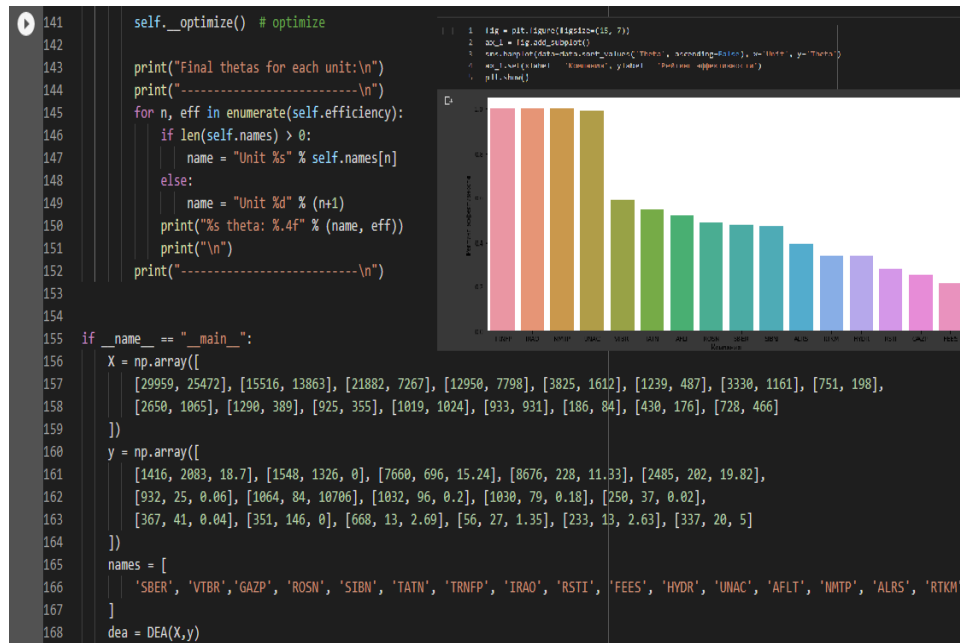 141 self.__optimize() # optimize
142
143 print("Final thetas for each unit:\n")
144 print("---------------------------\n")
145 for n, eff in enumerate(self.efficiency):
146 if len(self.names) > 0:
147 name = "Unit %s" % self.names[n]
148 else:
149 name = "Unit %d" % (n+1)
150 print("%s theta: %.4f" % (name, eff))
151 print("\n")
152 print("---------------------------\n")
153
154
155 if __name__ == "__main__":
156 X = np.array([
157 [29959, 25472], [15516, 13863], [21882, 7267], [12950, 7798], [3825, 1612], [1239, 487], [3330, 1161], [751, 198],
158 [2650, 1065], [1290, 389], [925, 355], [1019, 1024], [933, 931], [186, 84], [430, 176], [728, 466]
159 ])
160 y = np.array([
161 [1416, 2083, 18.7], [1548, 1326, 0], [7660, 696, 15.24], [8676, 228, 11.33], [2485, 202, 19.82],
162 [932, 25, 0.06], [1064, 84, 10706], [1032, 96, 0.2], [1030, 79, 0.18], [250, 37, 0.02],
163 [367, 41, 0.04], [351, 146, 0], [668, 13, 2.69], [56, 27, 1.35], [233, 13, 2.63], [337, 20, 5]
164 ])
165 names = [
166 'SBER', 'VTBR','GAZP', 'ROSN', 'SIBN', 'TATN', 'TRNFP', 'IRAO', 'RSTI', 'FEES', 'HYDR', 'UNAC', 'AFLT', 'NMTP', 'ALRS', 'RTKM'
167 ]
168 dea = DEA(X,y)
1 fig = plt.figure(figsize=(15, 7))
2 ax_1 = fig.add_subplot()
3 sns.barplot(data=data.sort_values('Theta', ascending=False), x='Unit', y='Theta')
4 ax_1.set(xlabel = 'Компания', ylabel = 'Рейтинг эффективности')
5 plt.show()